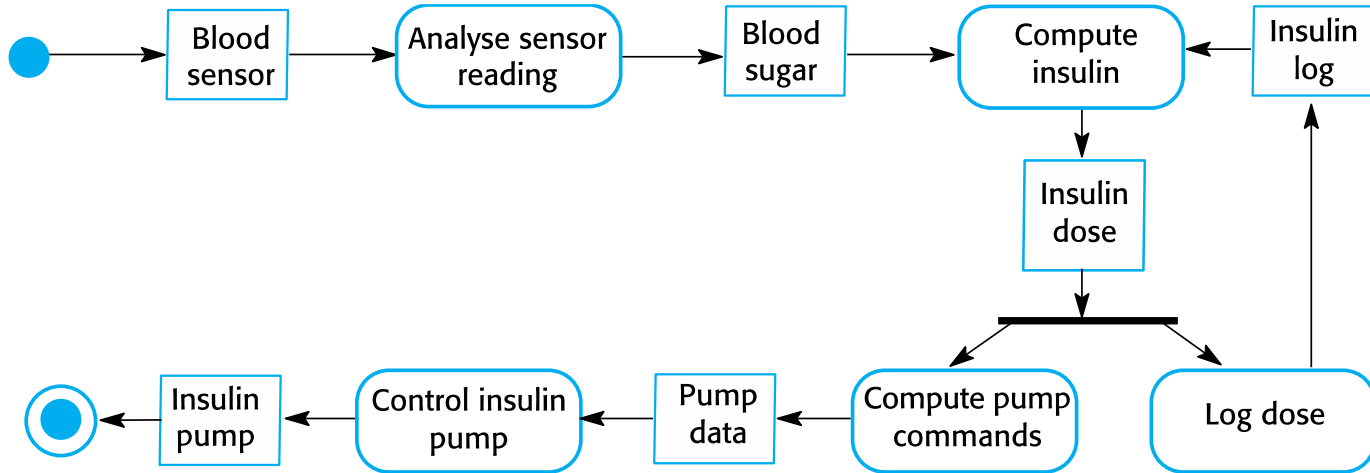 Blood
sensor
Analyse sensor
reading
Blood
sugar
Compute
insulin
Insulin
log
Insulin
dose
Insulin
pump
Control insulin
pump
Pump
data
Compute pump
commands
Log dose